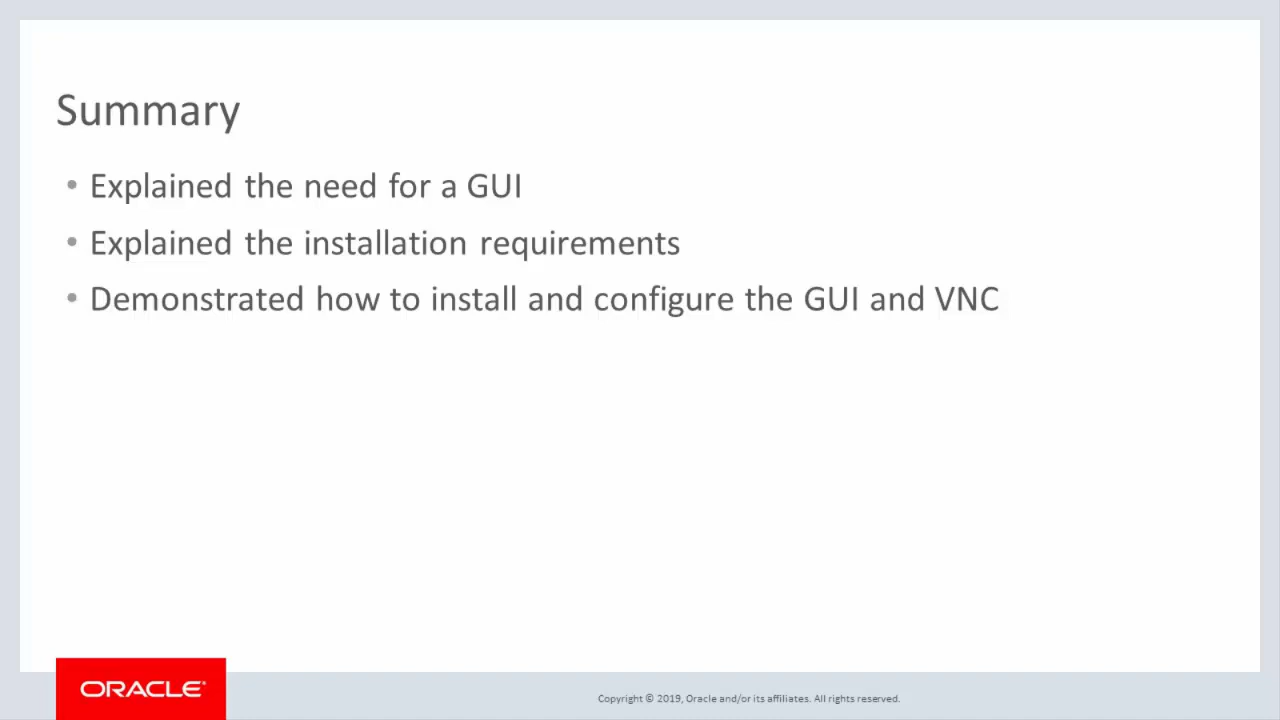 Summary
• Explained the need for a GUI
• Explained the installation requirements
• Demonstrated how to install and configure the GUI and VNC
ORACLE®
Copyright © 2019, Oracle and/or its affiliates. All rights reserved.